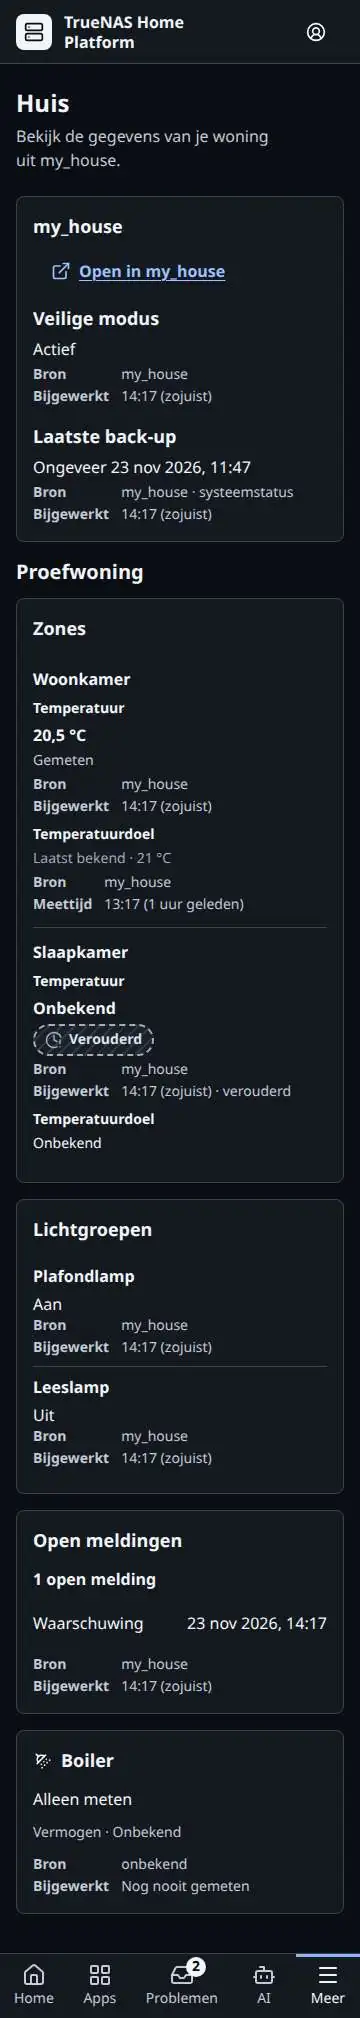 TrueNAS Home
Platform
Huis
Bekijk de gegevens van je woning
uit my_house.
my_house
Open in my_house
Veilige modus
Actief
Bron my_house
Bijgewerkt 14:17 (zojuist)
Laatste back-up
Ongeveer 23 nov 2026, 11:47
Bron my_house · systeemstatus
Bijgewerkt 14:17 (zojuist)
Proefwoning
Zones
Woonkamer
Temperatuur
20,5 °C
Gemeten
Bron my_house
Bijgewerkt 14:17 (zojuist)
Temperatuurdoel
Laatst bekend · 21 °C
Bron my_house
Meettijd 13:17 (1 uur geleden)
Slaapkamer
Temperatuur
Onbekend
Verouderd
Bron my_house
Bijgewerkt 14:17 (zojuist) · verouderd
Temperatuurdoel
Onbekend
Lichtgroepen
Plafondlamp
Aan
Bron my_house
Bijgewerkt 14:17 (zojuist)
Leeslamp
Uit
Bron my_house
Bijgewerkt 14:17 (zojuist)
Open meldingen
1 open melding
Waarschuwing 23 nov 2026, 14:17
Bron my_house
Bijgewerkt 14:17 (zojuist)
Boiler
Alleen meten
Vermogen · Onbekend
Bron onbekend
Bijgewerkt Nog nooit gemeten
2
Home Apps Problemen AI Meer